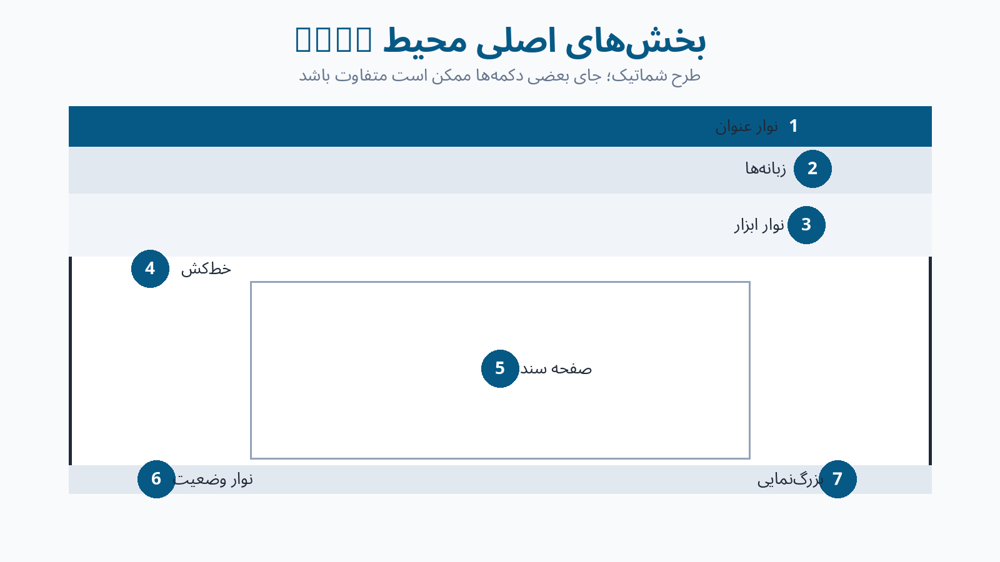 بخش‌های اصلی محیط
طرح شماتیک؛ جای بعضی دکمه‌ها ممکن است متفاوت باشد
1 نوار عنوان
2 زبانه‌ها
3 نوار ابزار
4 خط‌کش
صفحه سند 5
7 بزرگ‌نمایی
نوار وضعیت 6